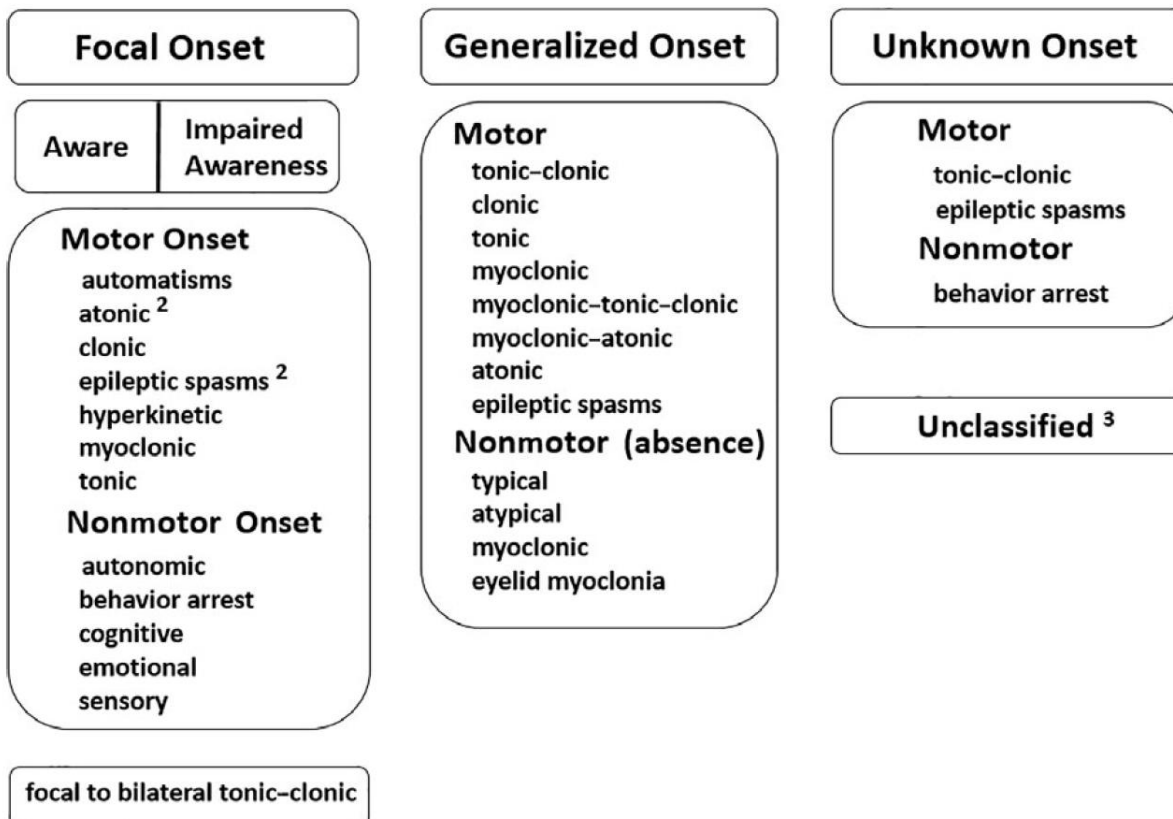 Focal Onset
Aware
Impaired
Awareness
Motor Onset
automatisms
atonic ²
clonic
epileptic spasms ²
hyperkinetic
myoclonic
tonic
Nonmotor Onset
autonomic
behavior arrest
cognitive
emotional
sensory
focal to bilateral tonic–clonic
Generalized Onset
Motor
tonic–clonic
clonic
tonic
myoclonic
myoclonic–tonic–clonic
myoclonic–atonic
atonic
epileptic spasms
Nonmotor (absence)
typical
atypical
myoclonic
eyelid myoclonia
Unknown Onset
Motor
tonic–clonic
epileptic spasms
Nonmotor
behavior arrest
Unclassified ³